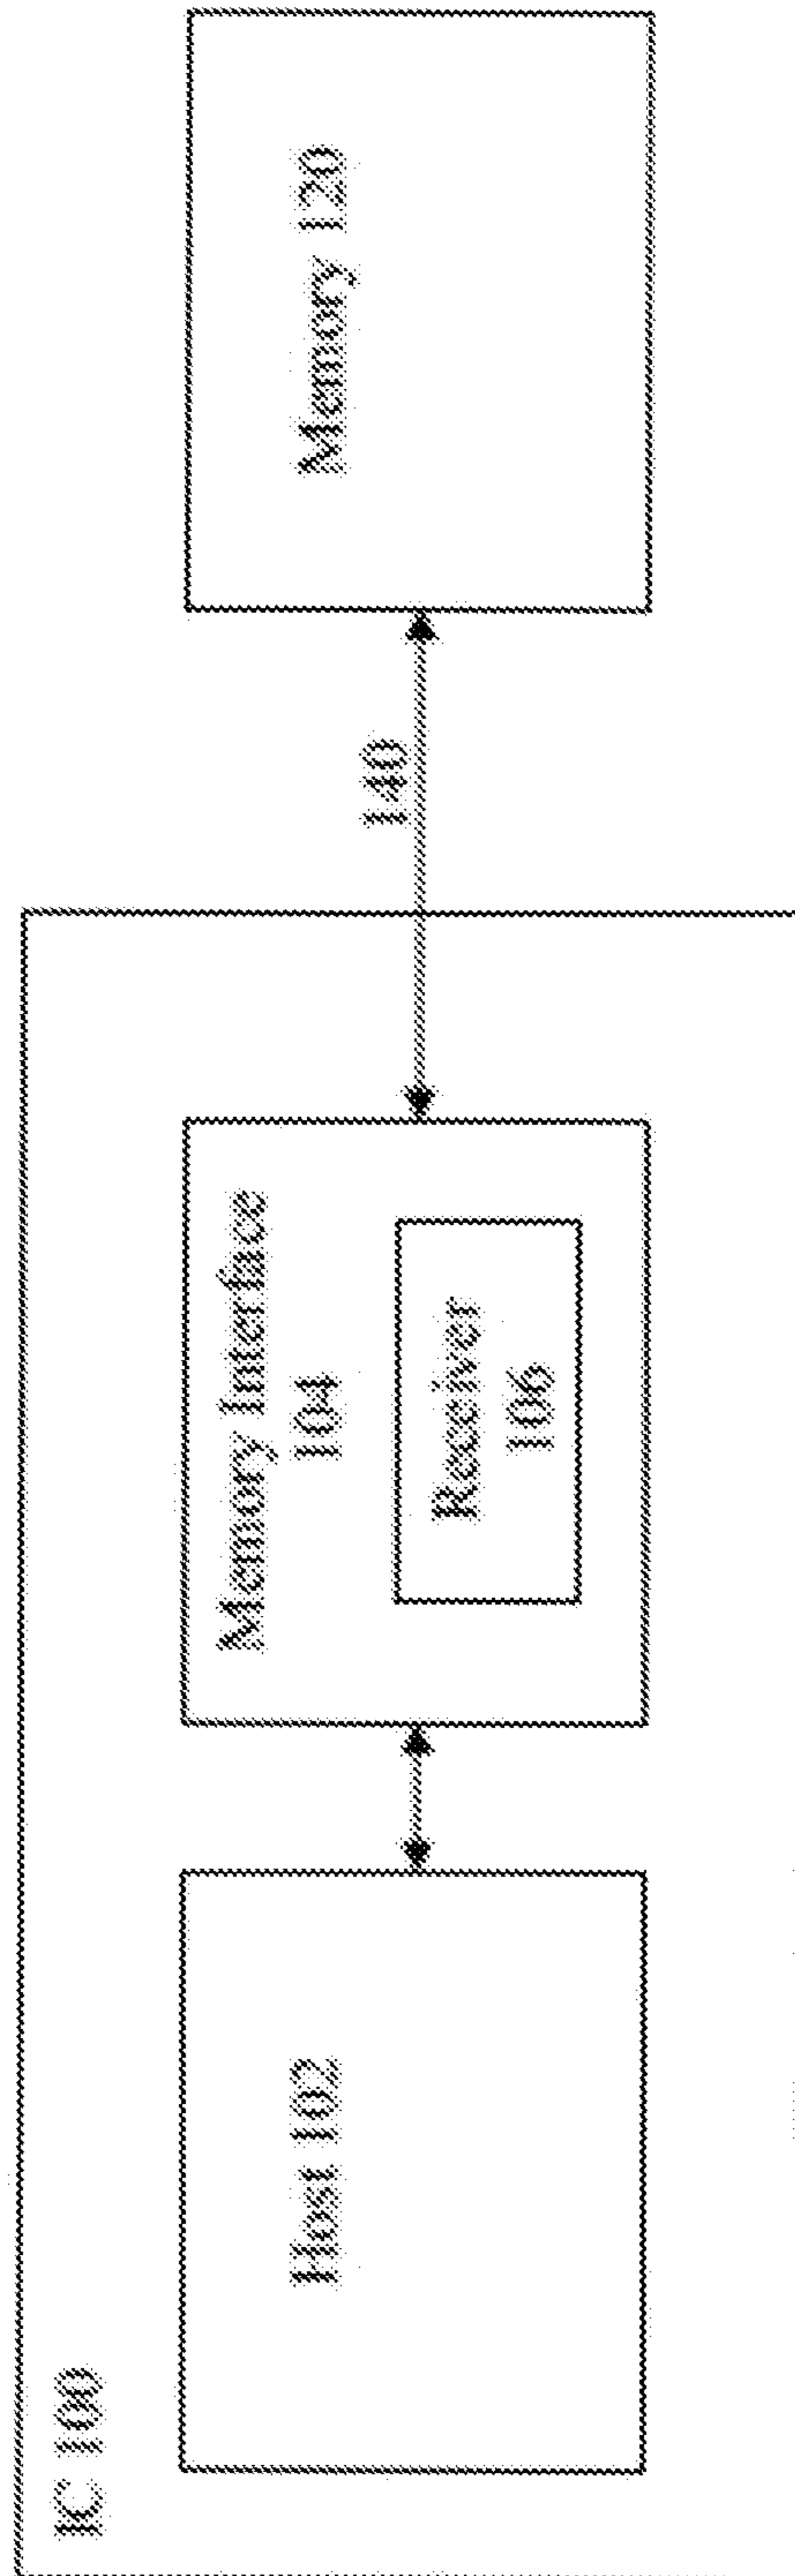 IC 100
Host 102
Memory Interface
104
Receiver
106
140
Memory 120